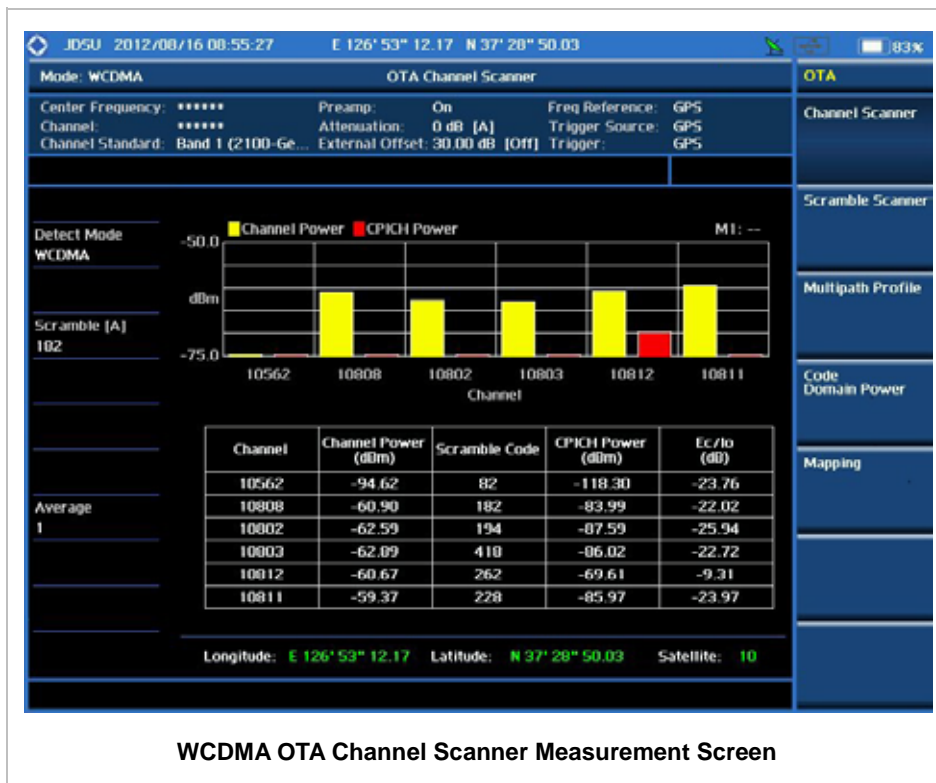 JDSU 2012/08/16 08:55:27 E 126' 53" 12.17 N 37' 28" 50.03 83%
Mode: WCDMA OTA Channel Scanner OTA
Center Frequency: ****** Preamp: On Freq Reference: GPS
Channel: ****** Attenuation: 0 dB [A] Trigger Source: GPS
Channel Standard: Band 1 (2100-Ge... External Offset: 30.00 dB [Off] Trigger: GPS
Channel Scanner
Scramble Scanner
Multipath Profile
Code
Domain Power
Mapping
Detect Mode
WCDMA
Scramble [A]
182
Average
1
Channel Power CPICH Power M1: --
-50.0
dBm
-75.0
10562 10808 10802 10803 10812 10811
Channel
Channel Channel Power (dBm) Scramble Code CPICH Power (dBm) Ec/Io (dB)
10562 -94.62 82 -118.30 -23.76
10808 -60.90 182 -83.99 -22.02
10802 -62.59 194 -87.59 -25.94
10803 -62.89 418 -86.02 -22.72
10812 -60.67 262 -69.61 -9.31
10811 -59.37 228 -85.97 -23.97
Longitude: E 126' 53" 12.17 Latitude: N 37' 28" 50.03 Satellite: 10
WCDMA OTA Channel Scanner Measurement Screen